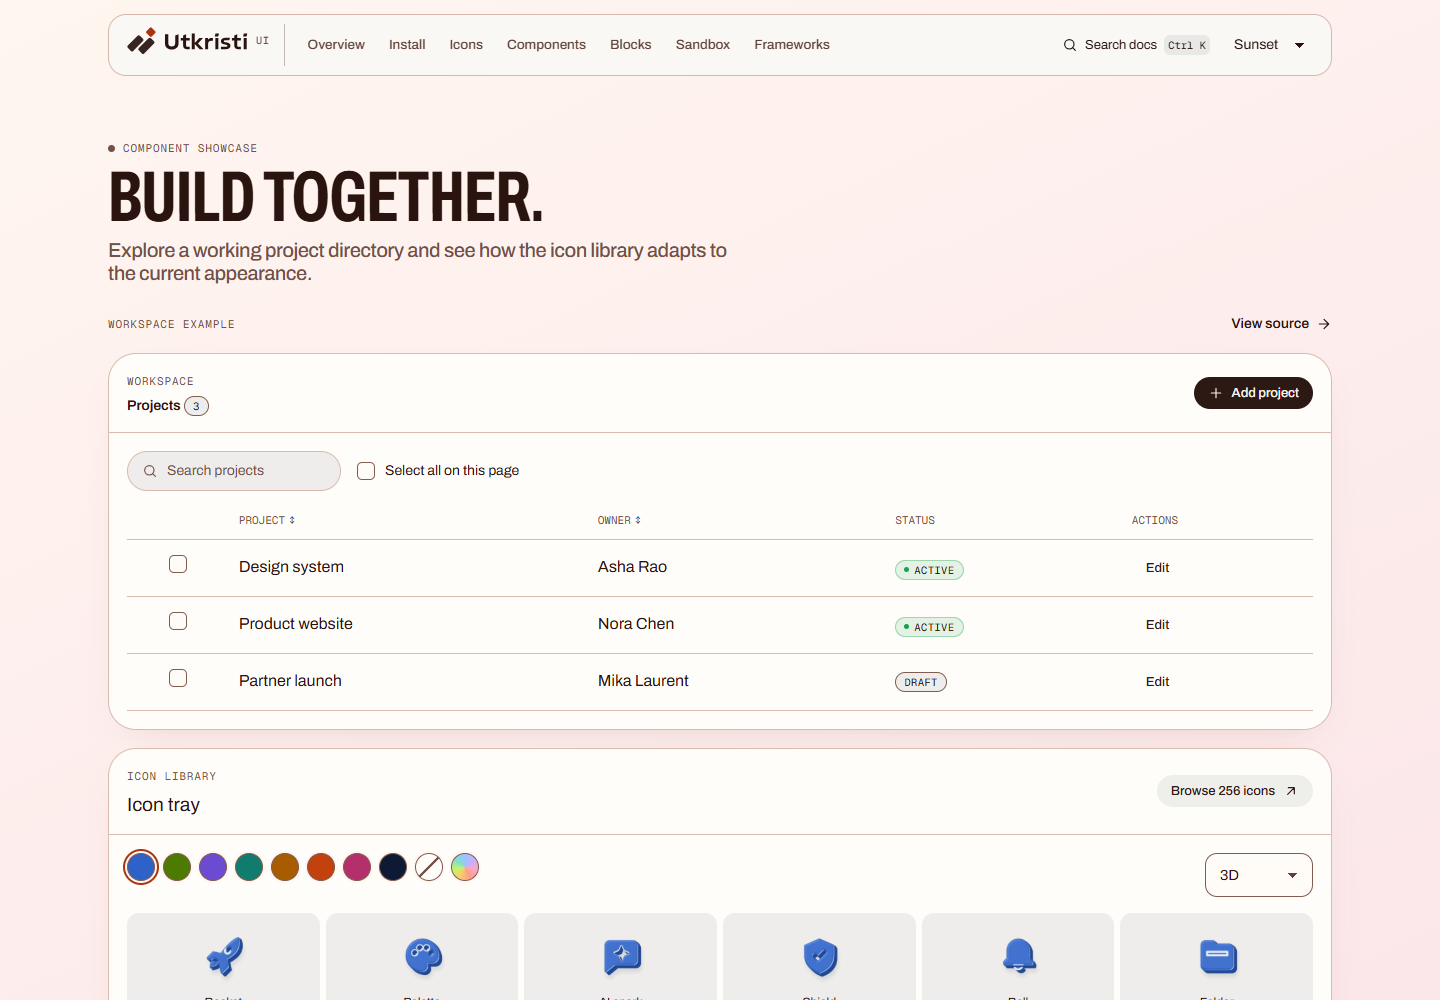 Utkristi UI
Overview Install Icons Components Blocks Sandbox Frameworks Search docs Ctrl K Sunset
COMPONENT SHOWCASE
BUILD TOGETHER.
Explore a working project directory and see how the icon library adapts to
the current appearance.
WORKSPACE EXAMPLE View source
WORKSPACE
Projects 3 Add project
Search projects Select all on this page
PROJECT OWNER STATUS ACTIONS
Design system Asha Rao ACTIVE Edit
Product website Nora Chen ACTIVE Edit
Partner launch Mika Laurent DRAFT Edit
ICON LIBRARY
Icon tray Browse 256 icons
3D